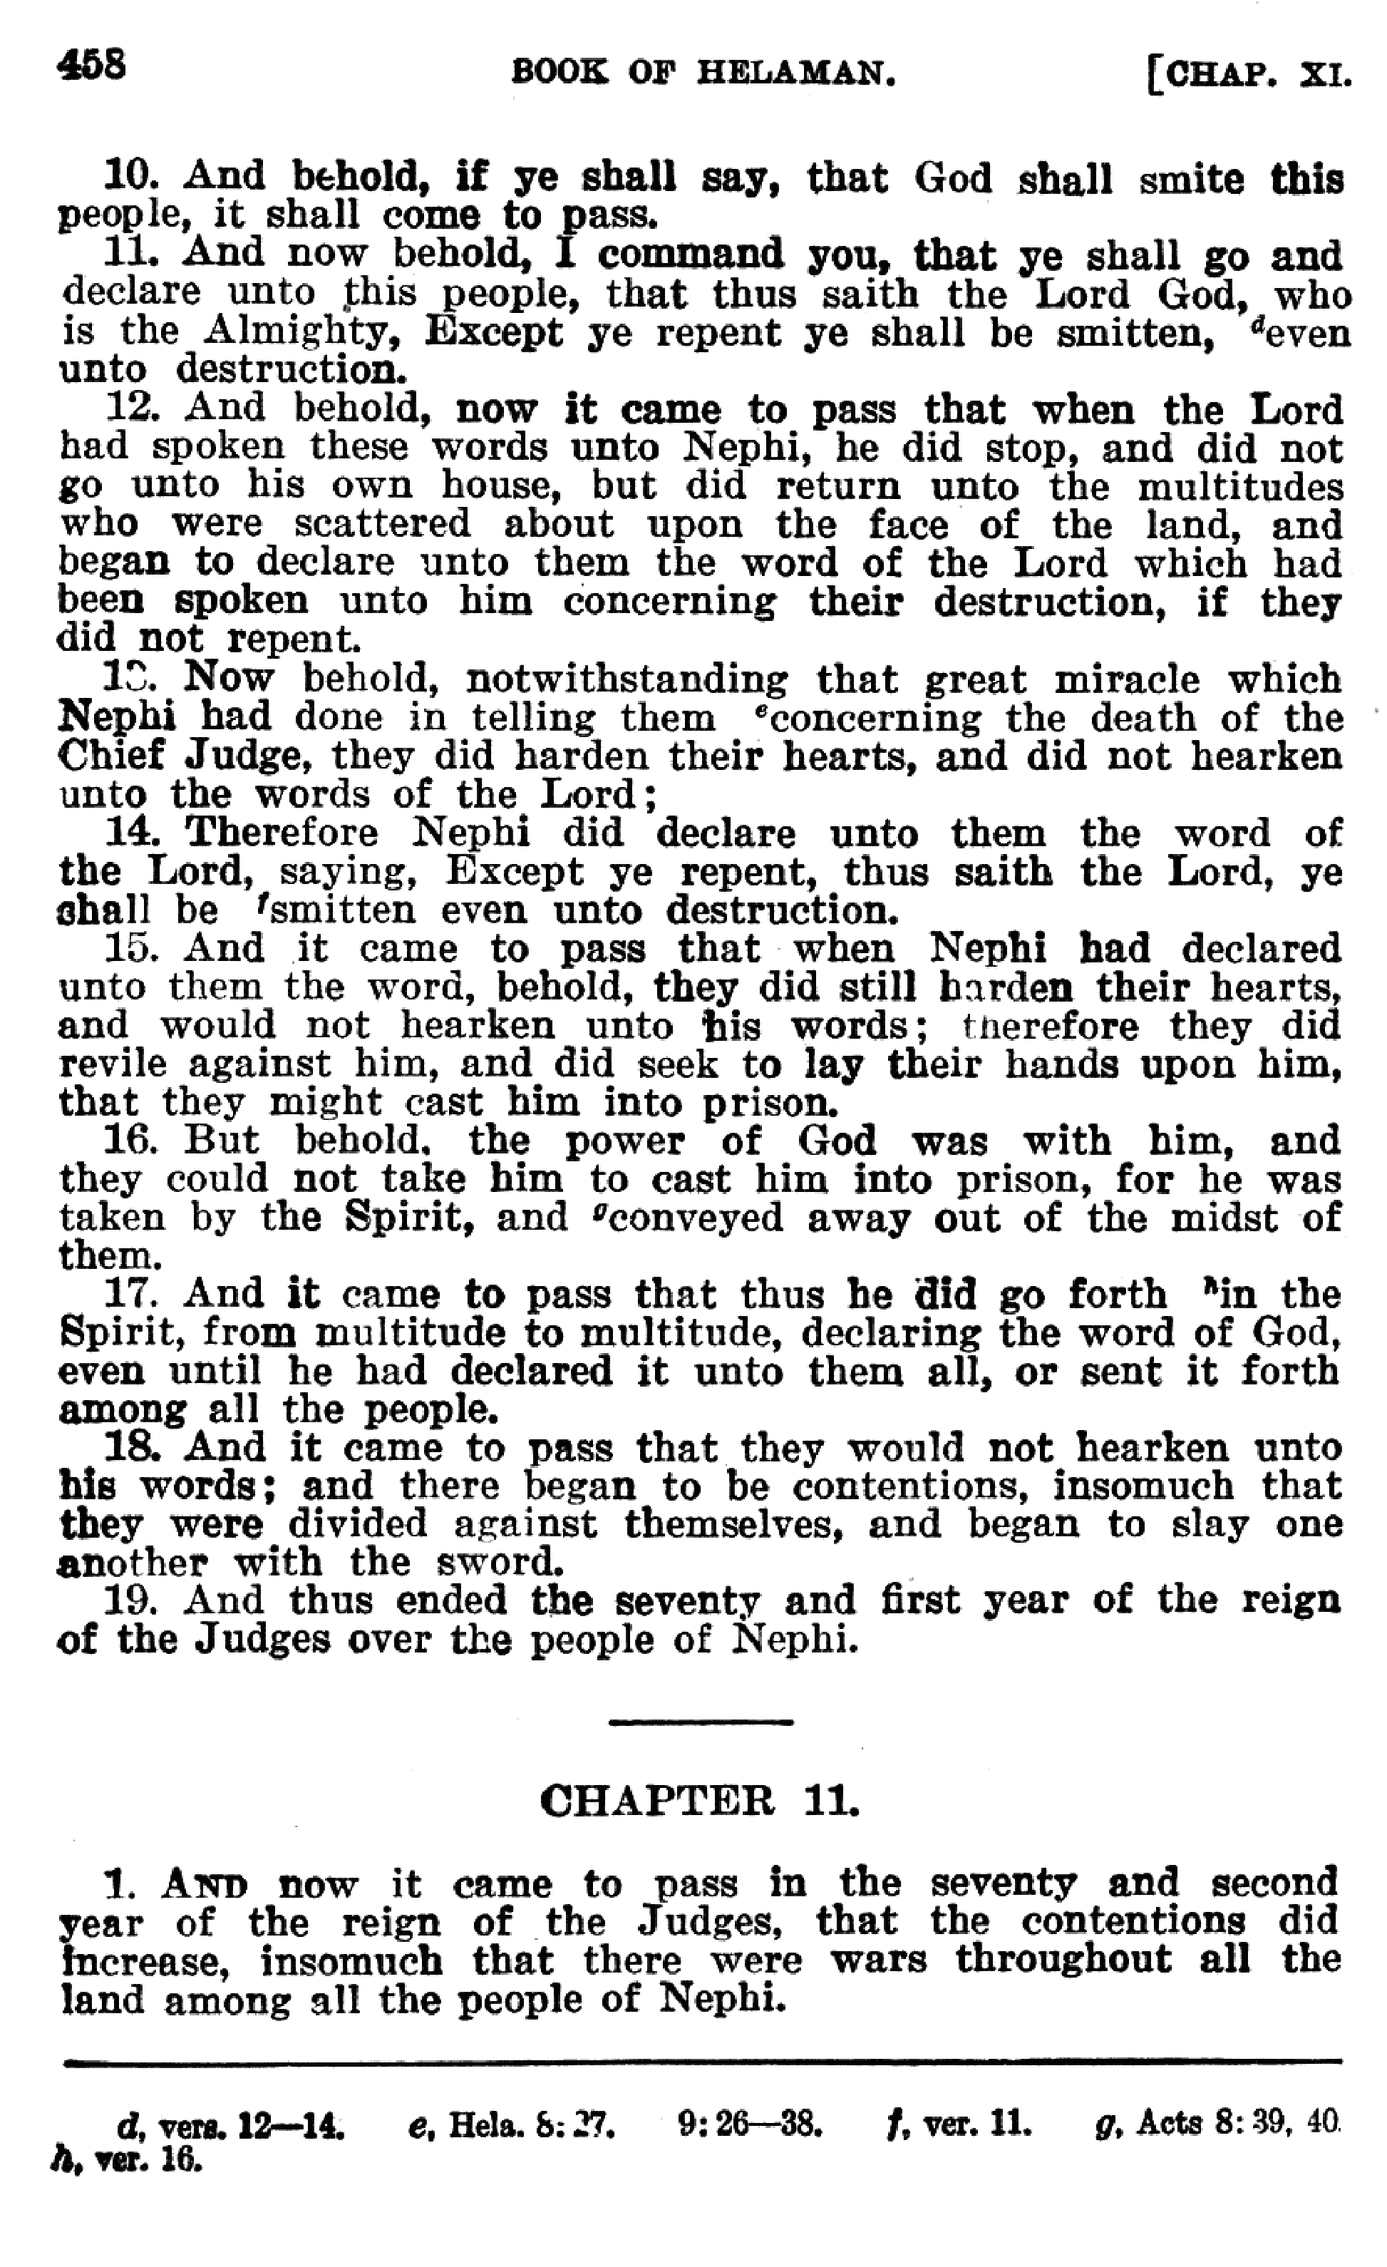 458 BOOK OF HELAMAN. [CHAP. XI.
10. And behold, if ye shall say, that God shall smite this
people, it shall come to pass.
11. And now behold, I command you, that ye shall go and
declare unto this people, that thus saith the Lord God, who
is the Almighty, Except ye repent ye shall be smitten, deven
unto destruction.
12. And behold, now it came to pass that when the Lord
had spoken these words unto Nephi, he did stop, and did not
go unto his own house, but did return unto the multitudes
who were scattered about upon the face of the land, and
began to declare unto them the word of the Lord which had
been spoken unto him concerning their destruction, if they
did not repent.
13. Now behold, notwithstanding that great miracle which
Nephi had done in telling them econcerning the death of the
Chief Judge, they did harden their hearts, and did not hearken
unto the words of the Lord;
14. Therefore Nephi did declare unto them the word of
the Lord, saying, Except ye repent, thus saith the Lord, ye
shall be fsmitten even unto destruction.
15. And it came to pass that when Nephi had declared
unto them the word, behold, they did still harden their hearts,
and would not hearken unto his words; therefore they did
revile against him, and did seek to lay their hands upon him,
that they might cast him into prison.
16. But behold, the power of God was with him, and
they could not take him to cast him into prison, for he was
taken by the Spirit, and gconveyed away out of the midst of
them.
17. And it came to pass that thus he did go forth hin the
Spirit, from multitude to multitude, declaring the word of God,
even until he had declared it unto them all, or sent it forth
among all the people.
18. And it came to pass that they would not hearken unto
his words; and there began to be contentions, insomuch that
they were divided against themselves, and began to slay one
another with the sword.
19. And thus ended the seventy and first year of the reign
of the Judges over the people of Nephi.
CHAPTER 11.
1. AND now it came to pass in the seventy and second
year of the reign of the Judges, that the contentions did
increase, insomuch that there were wars throughout all the
land among all the people of Nephi.
d, vers. 12—14. e, Hela. 8: 27. 9: 26—38. f, ver. 11. g, Acts 8: 39, 40.
h, ver. 16.